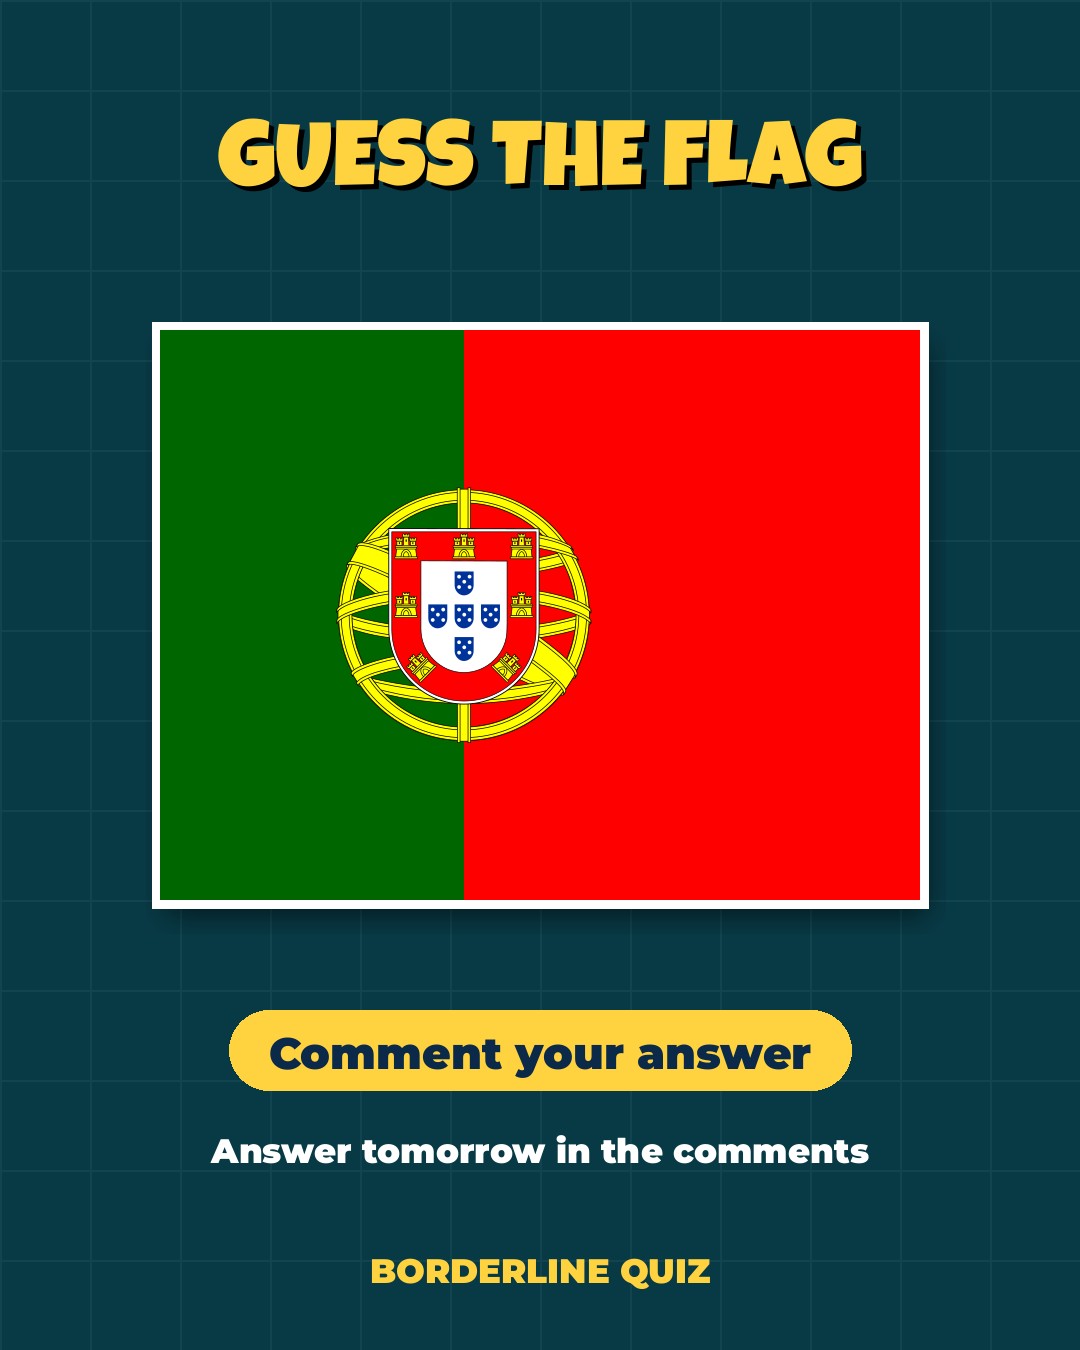 GUESS THE FLAG
Comment your answer
Answer tomorrow in the comments
BORDERLINE QUIZ